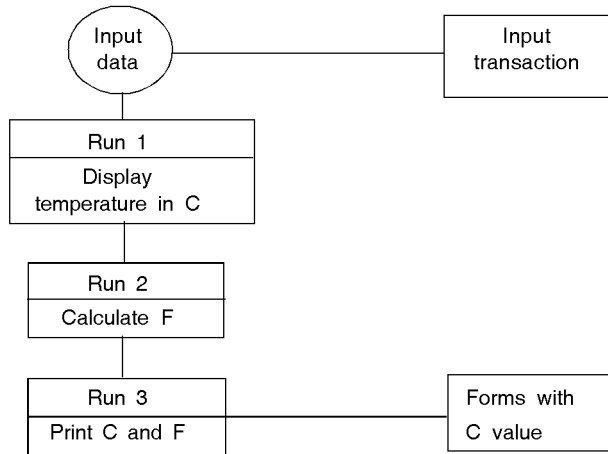 Input
data
Input
transaction
Run 1
Display
temperature in C
Run 2
Calculate F
Run 3
Print C and F
Forms with
C value